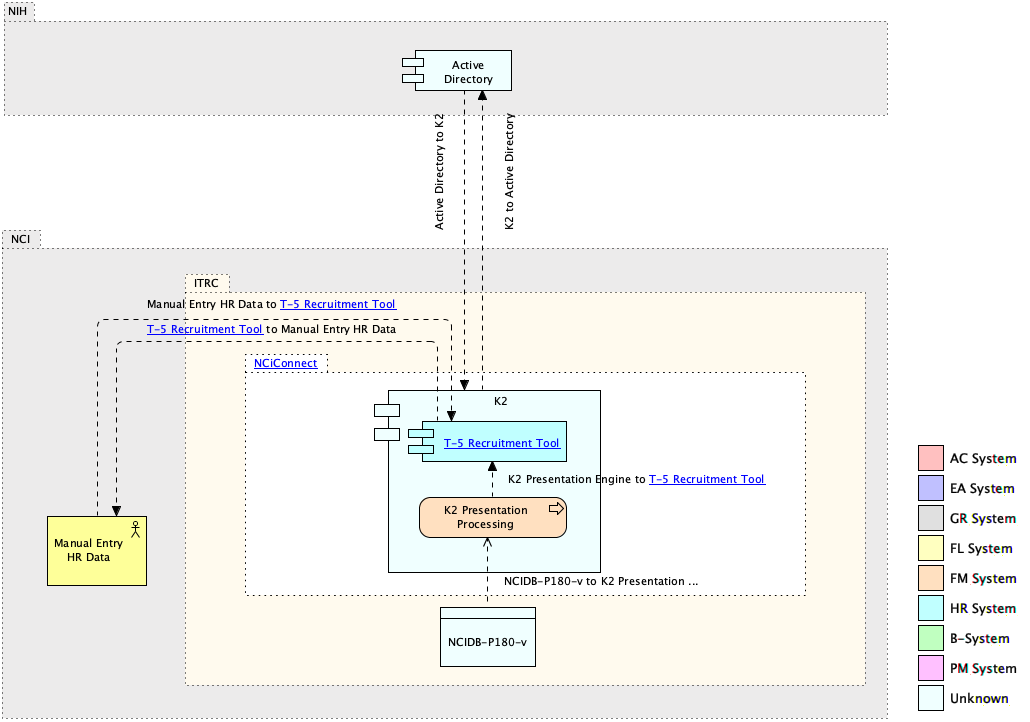 NIH
Active
Directory
Active Directory to K2
K2 to Active Directory
NCI
ITRC
Manual Entry HR Data to T-5 Recruitment Tool
T-5 Recruitment Tool to Manual Entry HR Data
NCiConnect
K2
T-5 Recruitment Tool
K2 Presentation Engine to T-5 Recruitment Tool
K2 Presentation
Processing
Manual Entry
HR Data
NCIDB-P180-v to K2 Presentation ...
NCIDB-P180-v
AC System
EA System
GR System
FL System
FM System
HR System
B-System
PM System
Unknown